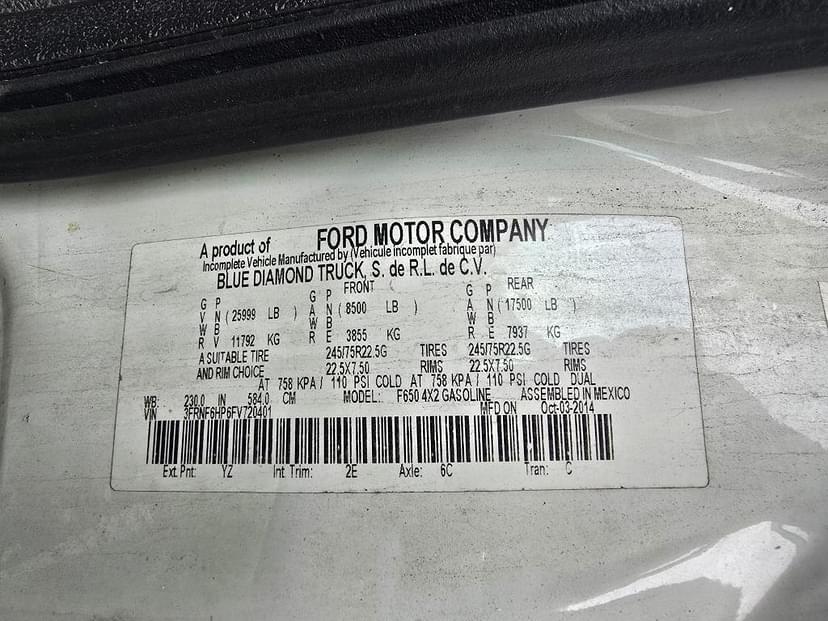 A product of FORD MOTOR COMPANY
Incomplete Vehicle Manufactured by (Vehicule incomplet fabrique par)
BLUE DIAMOND TRUCK, S. de R.L. de C.V.
FRONT REAR
G P G P G P
V N ( 25999 LB ) A N ( 8500 LB ) A N ( 17500 LB )
W B W B W B
R V 11792 KG R E 3855 KG R E 7937 KG
A SUITABLE TIRE 245/75R22.5G TIRES 245/75R22.5G TIRES
AND RIM CHOICE 22.5X7.50 RIMS 22.5X7.50 RIMS
AT 758 KPA / 110 PSI COLD AT 758 KPA / 110 PSI COLD DUAL
WB: 230.0 IN 584.0 CM MODEL: F650 4X2 GASOLINE ASSEMBLED IN MEXICO
VIN 3FRNF6HP6FV720401 MFD ON Oct-03-2014
Ext. Pnt: YZ Int. Trim: 2E Axle: 6C Tran: C